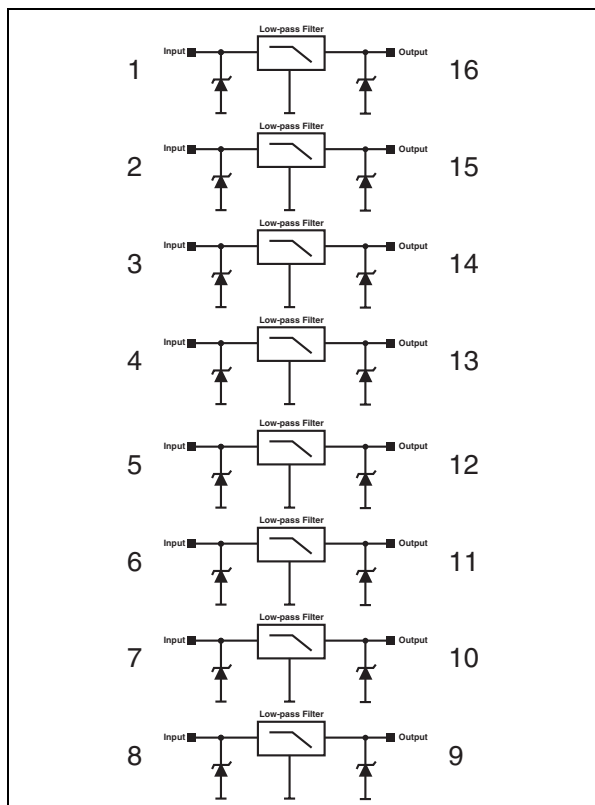 Low-pass Filter
1 Input Output 16
Low-pass Filter
2 Input Output 15
Low-pass Filter
3 Input Output 14
Low-pass Filter
4 Input Output 13
Low-pass Filter
5 Input Output 12
Low-pass Filter
6 Input Output 11
Low-pass Filter
7 Input Output 10
Low-pass Filter
8 Input Output 9